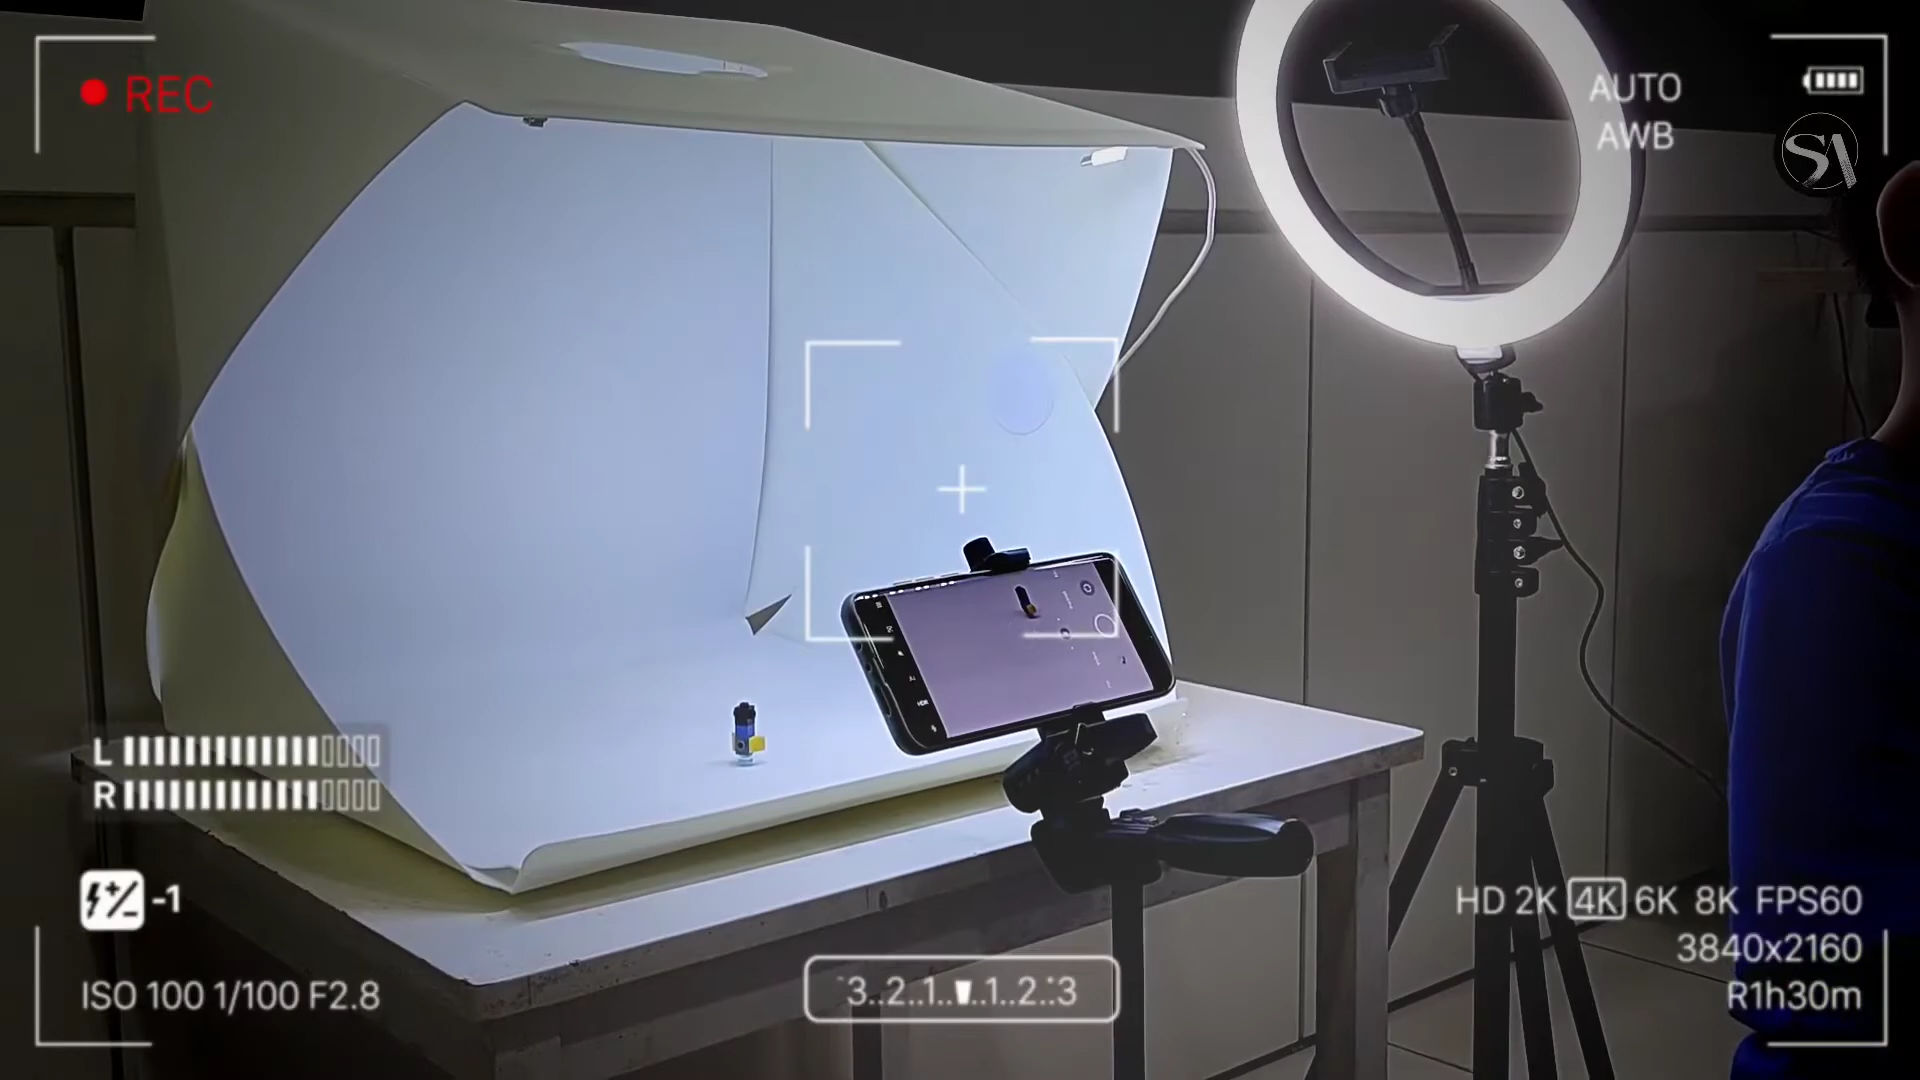 REC
AUTO
AWB
SA
L
R
-1
ISO 100 1/100 F2.8
3..2..1....1..2..3
HD 2K 4K 6K 8K FPS60
3840x2160
R1h30m